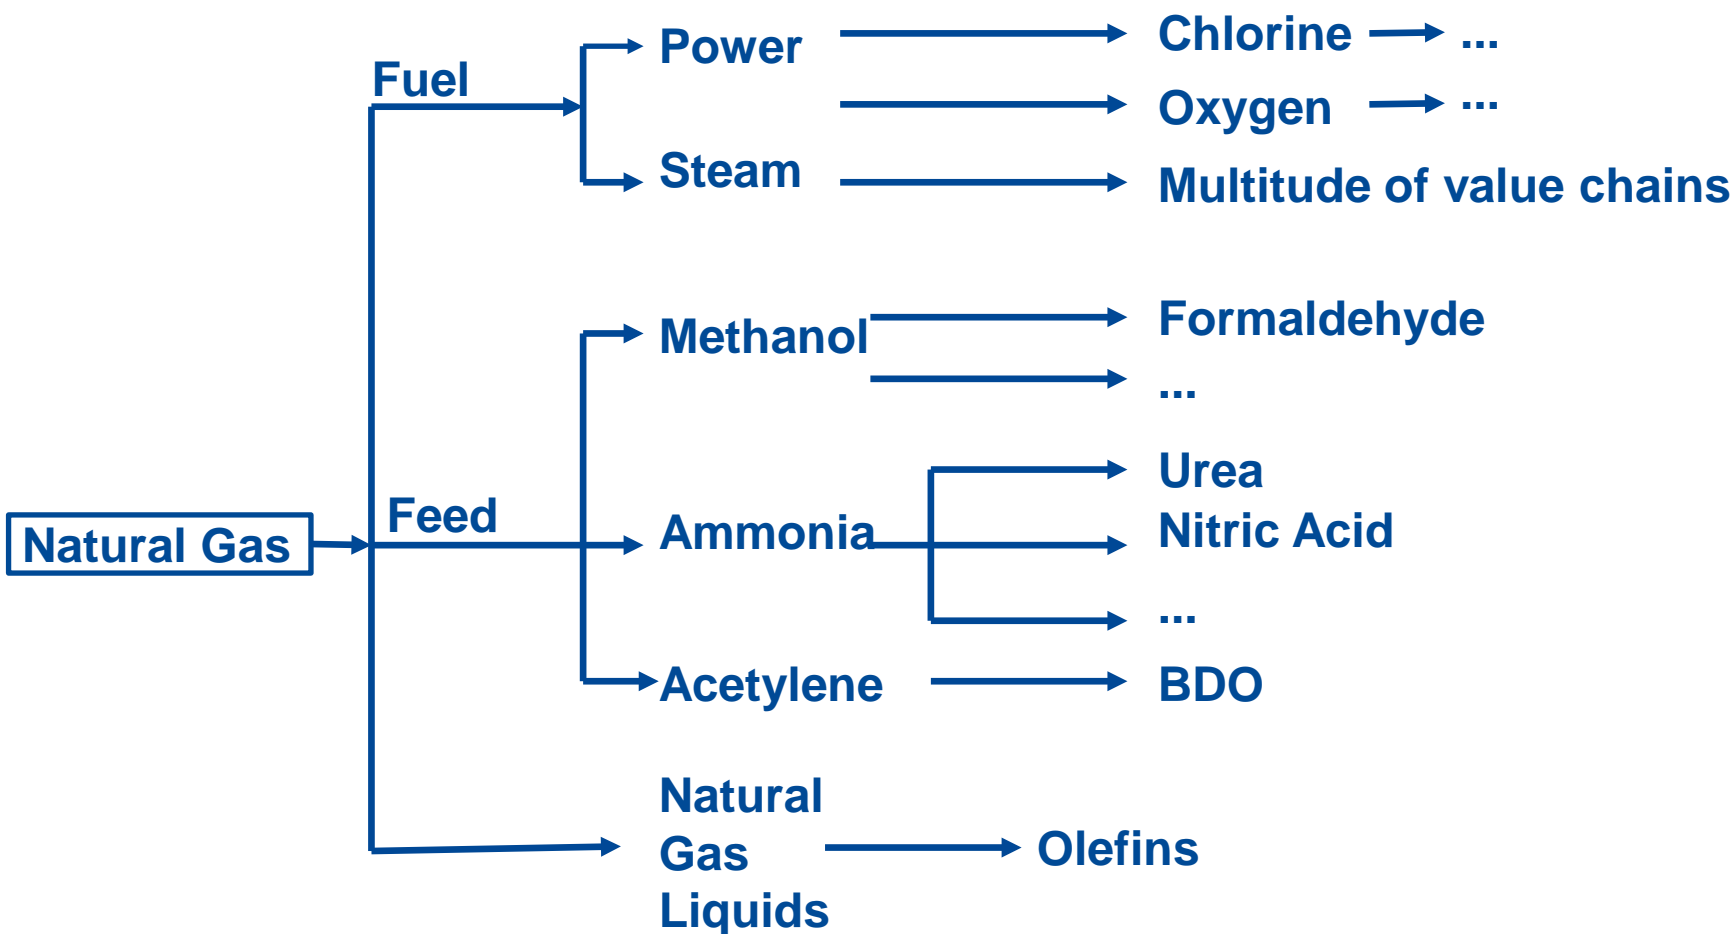 Power
Chlorine
...
Fuel
Oxygen
...
Steam
Multitude of value chains
Methanol
Formaldehyde
...
Urea
Feed
Natural Gas
Ammonia
Nitric Acid
...
Acetylene
BDO
Natural
Gas
Liquids
Olefins